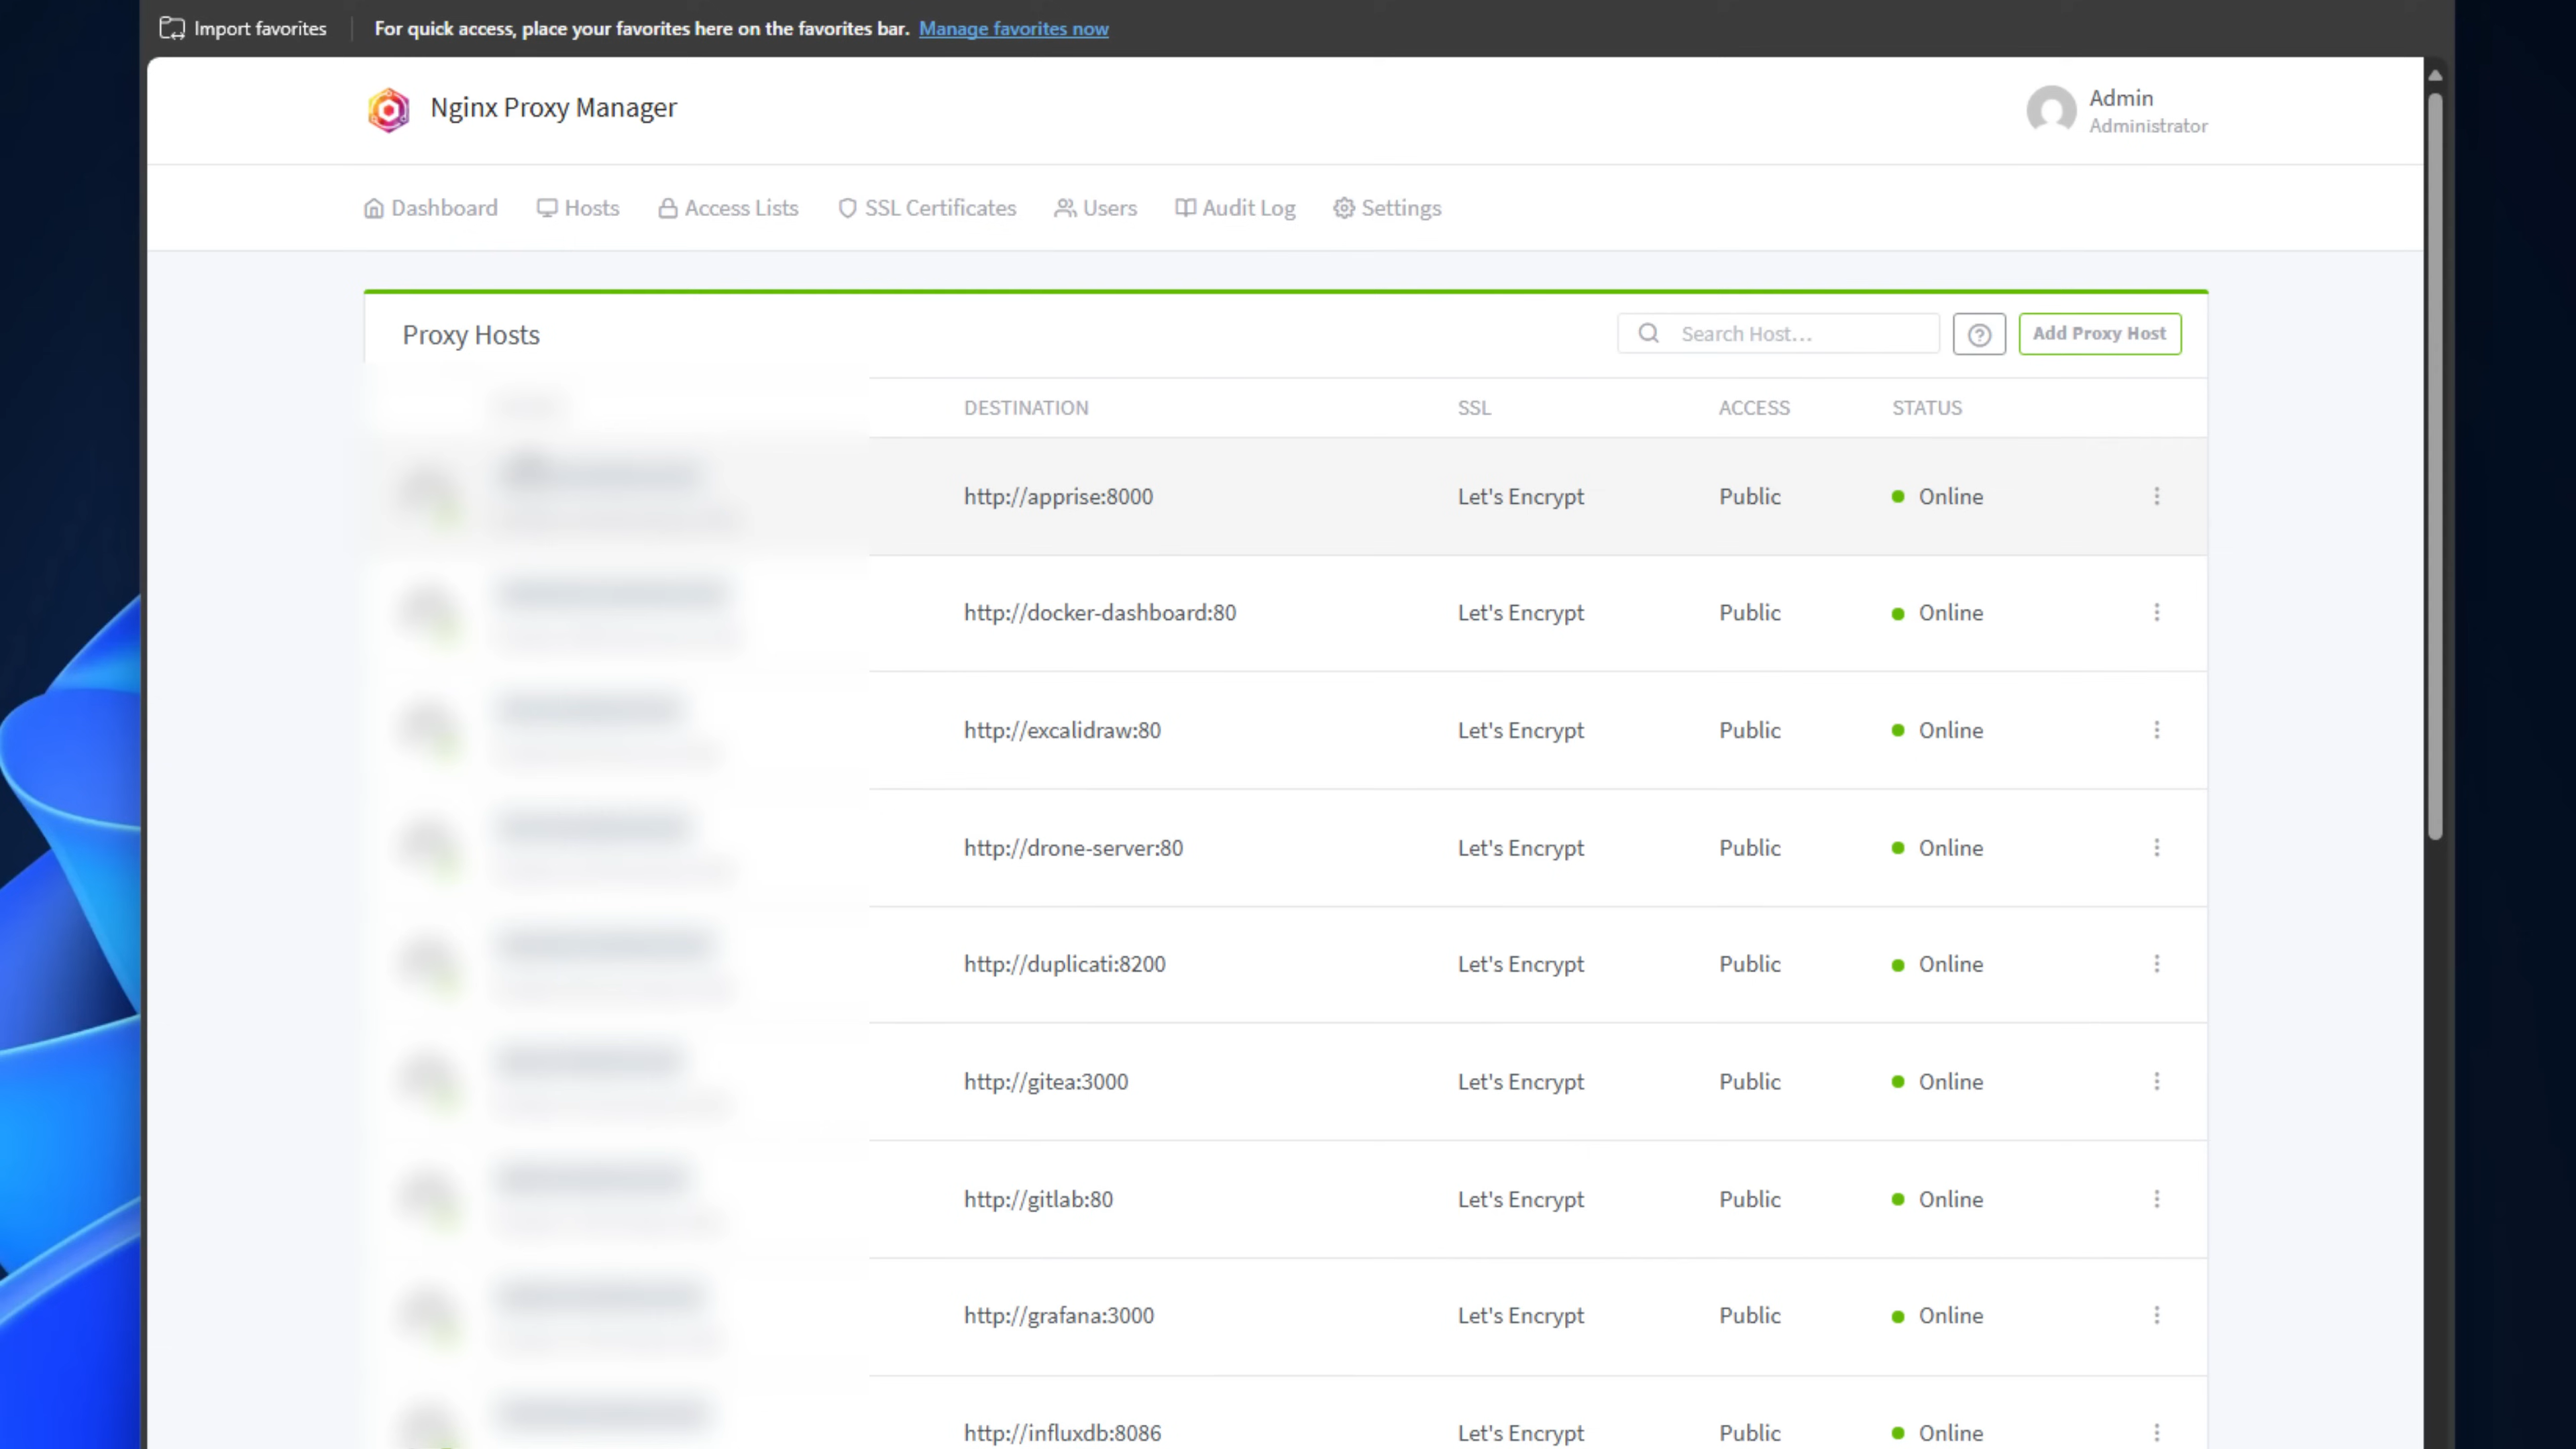 Import favorites For quick access, place your favorites here on the favorites bar. Manage favorites now
Nginx Proxy Manager
Admin
Administrator
Dashboard Hosts Access Lists SSL Certificates Users Audit Log Settings
Proxy Hosts Search Host... Add Proxy Host
DESTINATION SSL ACCESS STATUS
http://apprise:8000 Let's Encrypt Public Online
http://docker-dashboard:80 Let's Encrypt Public Online
http://excalidraw:80 Let's Encrypt Public Online
http://drone-server:80 Let's Encrypt Public Online
http://duplicati:8200 Let's Encrypt Public Online
http://gitea:3000 Let's Encrypt Public Online
http://gitlab:80 Let's Encrypt Public Online
http://grafana:3000 Let's Encrypt Public Online
http://influxdb:8086 Let's Encrypt Public Online